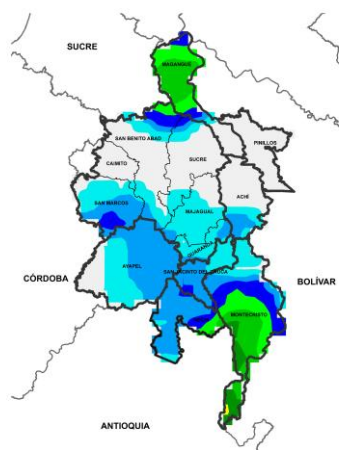 SUCRE
MAGANGUÉ
SAN BENITO ABAD
PINILLOS
CAIMITO
SUCRE
ACHÍ
SAN MARCOS
MAJAGUAL
GUARANDA
AYAPEL
CÓRDOBA
SAN JACINTO DEL CAUCA
BOLÍVAR
MONTECRISTO
ANTIOQUIA